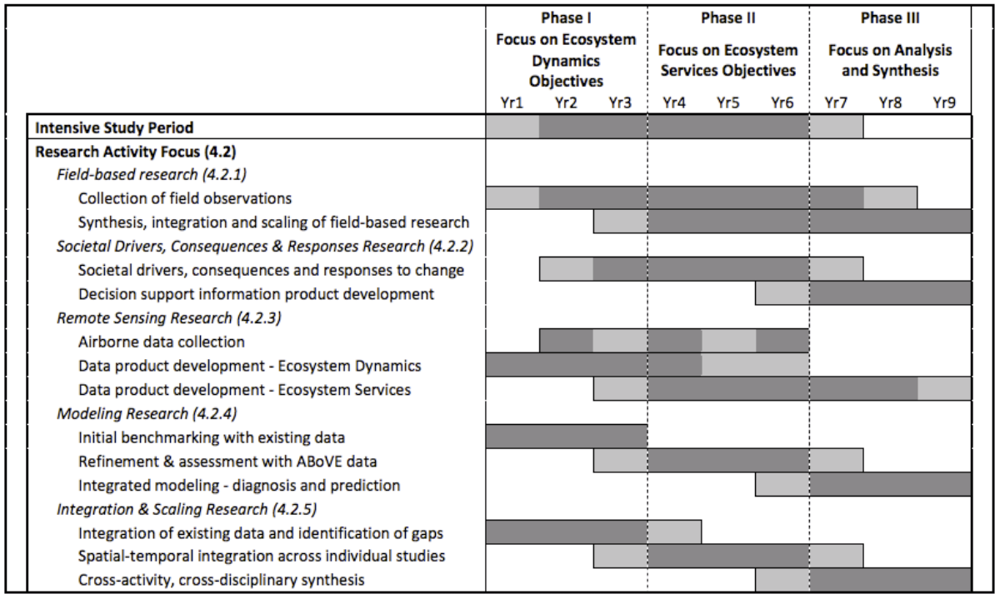 Phase I Phase II Phase III
Focus on Ecosystem Dynamics Objectives Focus on Ecosystem Services Objectives Focus on Analysis and Synthesis
Yr1 Yr2 Yr3 Yr4 Yr5 Yr6 Yr7 Yr8 Yr9
Intensive Study Period
Research Activity Focus (4.2)
Field-based research (4.2.1)
Collection of field observations
Synthesis, integration and scaling of field-based research
Societal Drivers, Consequences & Responses Research (4.2.2)
Societal drivers, consequences and responses to change
Decision support information product development
Remote Sensing Research (4.2.3)
Airborne data collection
Data product development - Ecosystem Dynamics
Data product development - Ecosystem Services
Modeling Research (4.2.4)
Initial benchmarking with existing data
Refinement & assessment with ABoVE data
Integrated modeling - diagnosis and prediction
Integration & Scaling Research (4.2.5)
Integration of existing data and identification of gaps
Spatial-temporal integration across individual studies
Cross-activity, cross-disciplinary synthesis